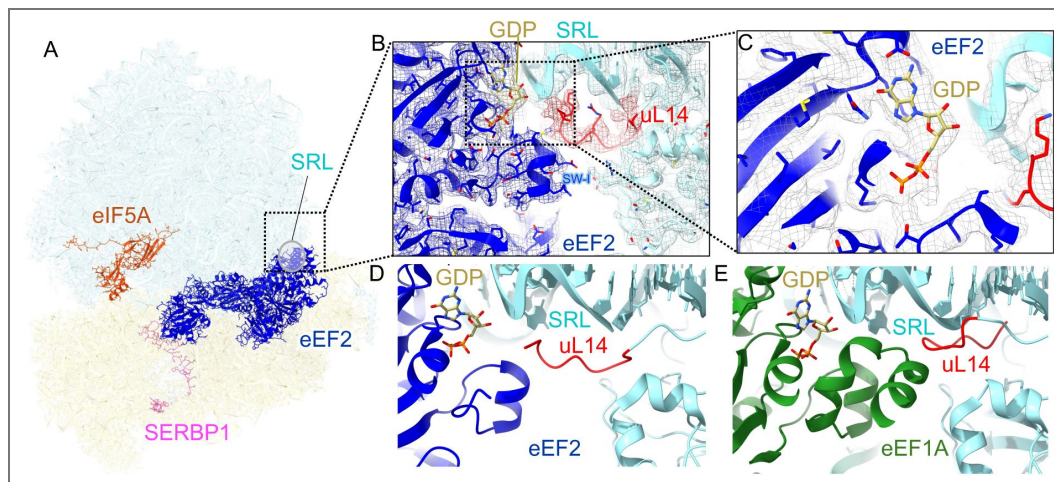 A
SRL
eIF5A
eEF2
SERBP1
B
GDP
SRL
uL14
SW-I
eEF2
C
eEF2
GDP
D
GDP
SRL
uL14
eEF2
E
GDP
SRL
uL14
eEF1A